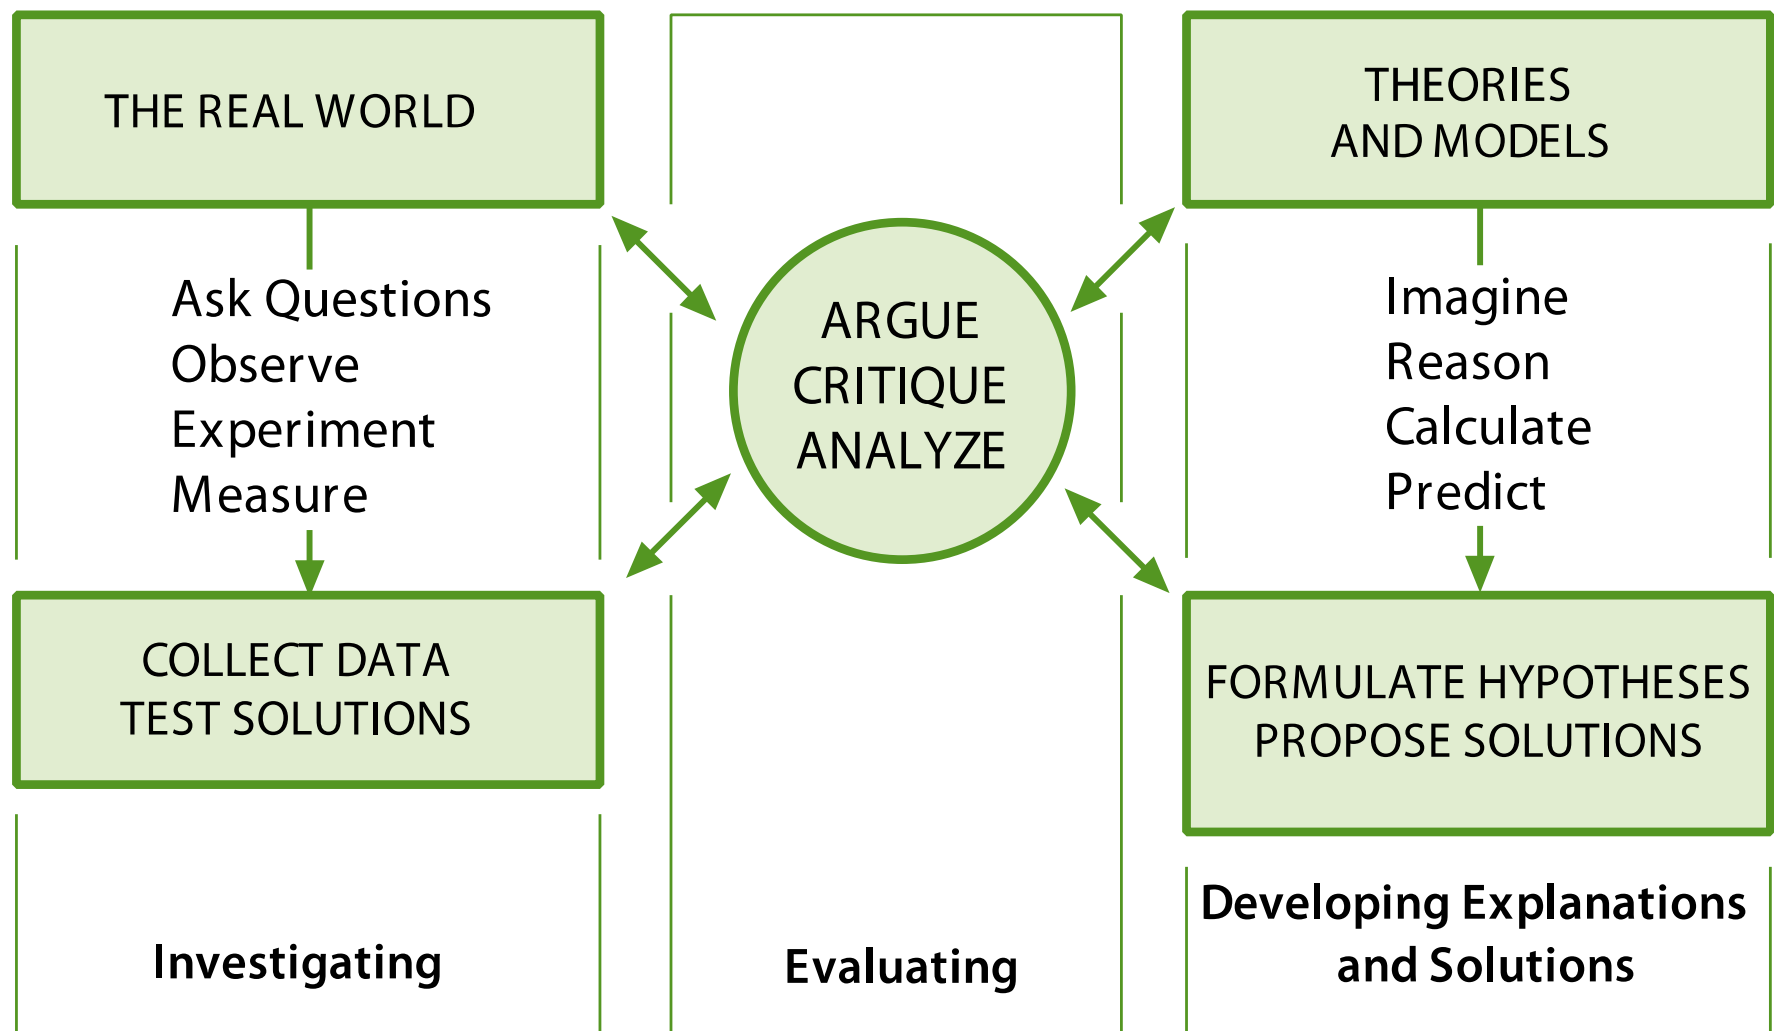 THE REAL WORLD
Ask Questions
Observe
Experiment
Measure
COLLECT DATA
TEST SOLUTIONS
Investigating
ARGUE
CRITIQUE
ANALYZE
Evaluating
THEORIES
AND MODELS
Imagine
Reason
Calculate
Predict
FORMULATE HYPOTHESES
PROPOSE SOLUTIONS
Developing Explanations
and Solutions